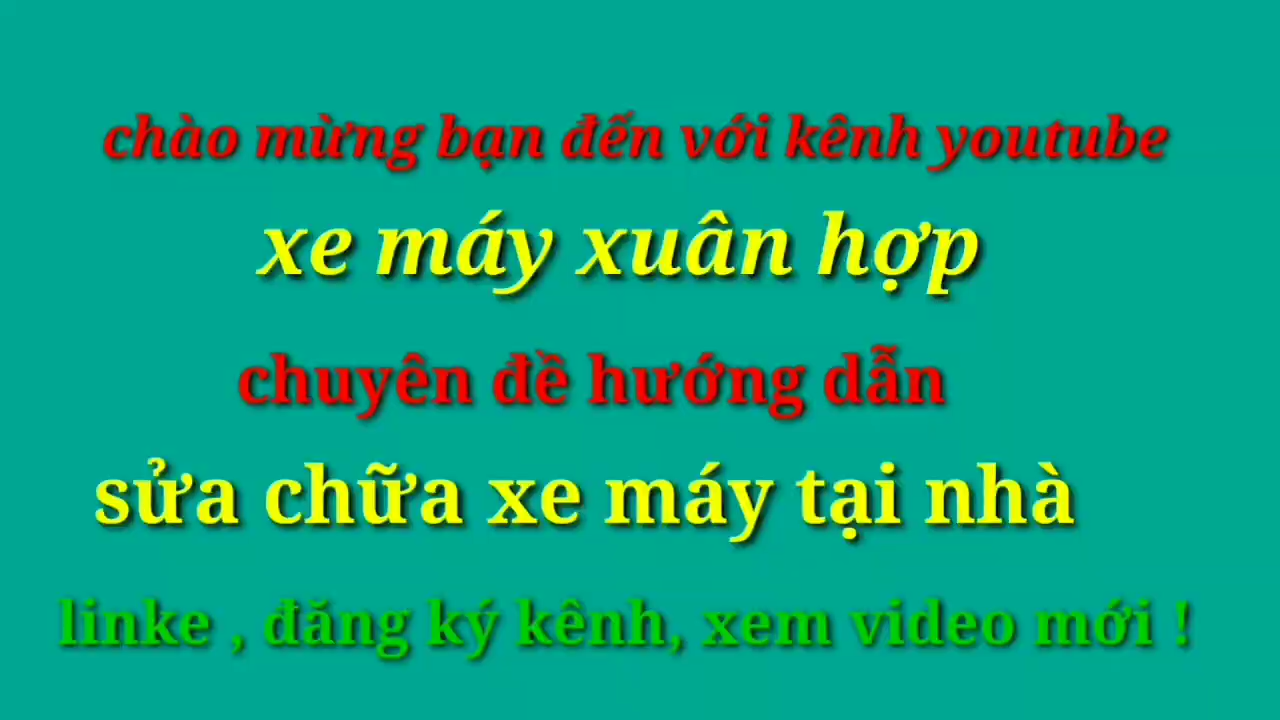 chào mừng bạn đến với kênh youtube
xe máy xuân hợp
chuyên đề hướng dẫn
sửa chữa xe máy tại nhà
linke , đăng ký kênh, xem video mới !